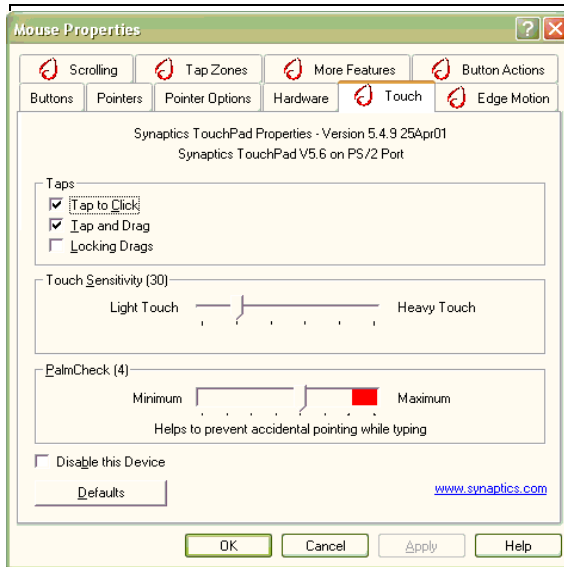 Mouse Properties
Scrolling Tap Zones More Features Button Actions
Buttons Pointers Pointer Options Hardware Touch Edge Motion
Synaptics TouchPad Properties - Version 5.4.9 25Apr01
Synaptics TouchPad V5.6 on PS/2 Port
Taps
Tap to Click
Tap and Drag
Locking Drags
Touch Sensitivity (30)
Light Touch Heavy Touch
PalmCheck (4)
Minimum Maximum
Helps to prevent accidental pointing while typing
Disable this Device
Defaults www.synaptics.com
OK Cancel Apply Help